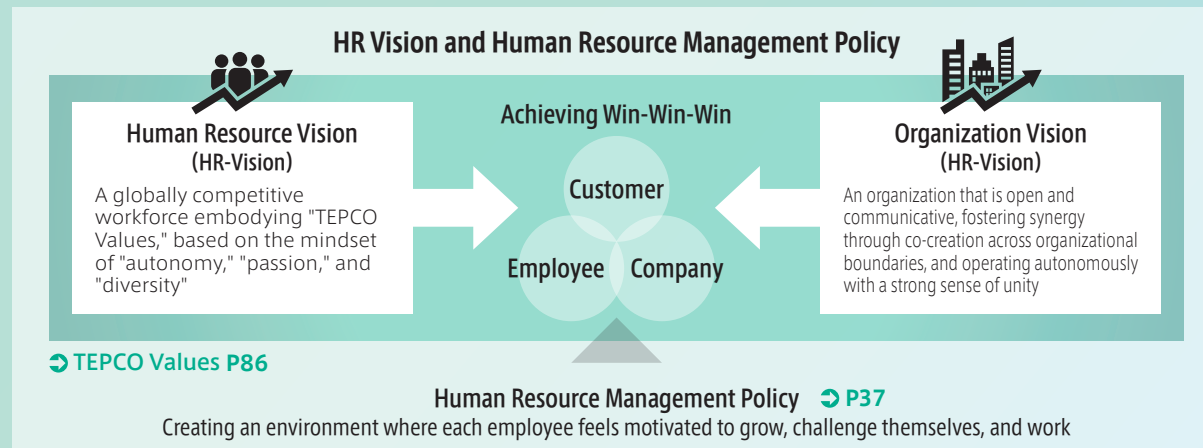 HR Vision and Human Resource Management Policy
Human Resource Vision
(HR-Vision)
A globally competitive
workforce embodying "TEPCO
Values," based on the mindset
of "autonomy," "passion," and
"diversity"
Achieving Win-Win-Win
Customer
Employee
Company
Organization Vision
(HR-Vision)
An organization that is open and
communicative, fostering synergy
through co-creation across organizational
boundaries, and operating autonomously
with a strong sense of unity
TEPCO Values P86
Human Resource Management Policy P37
Creating an environment where each employee feels motivated to grow, challenge themselves, and work